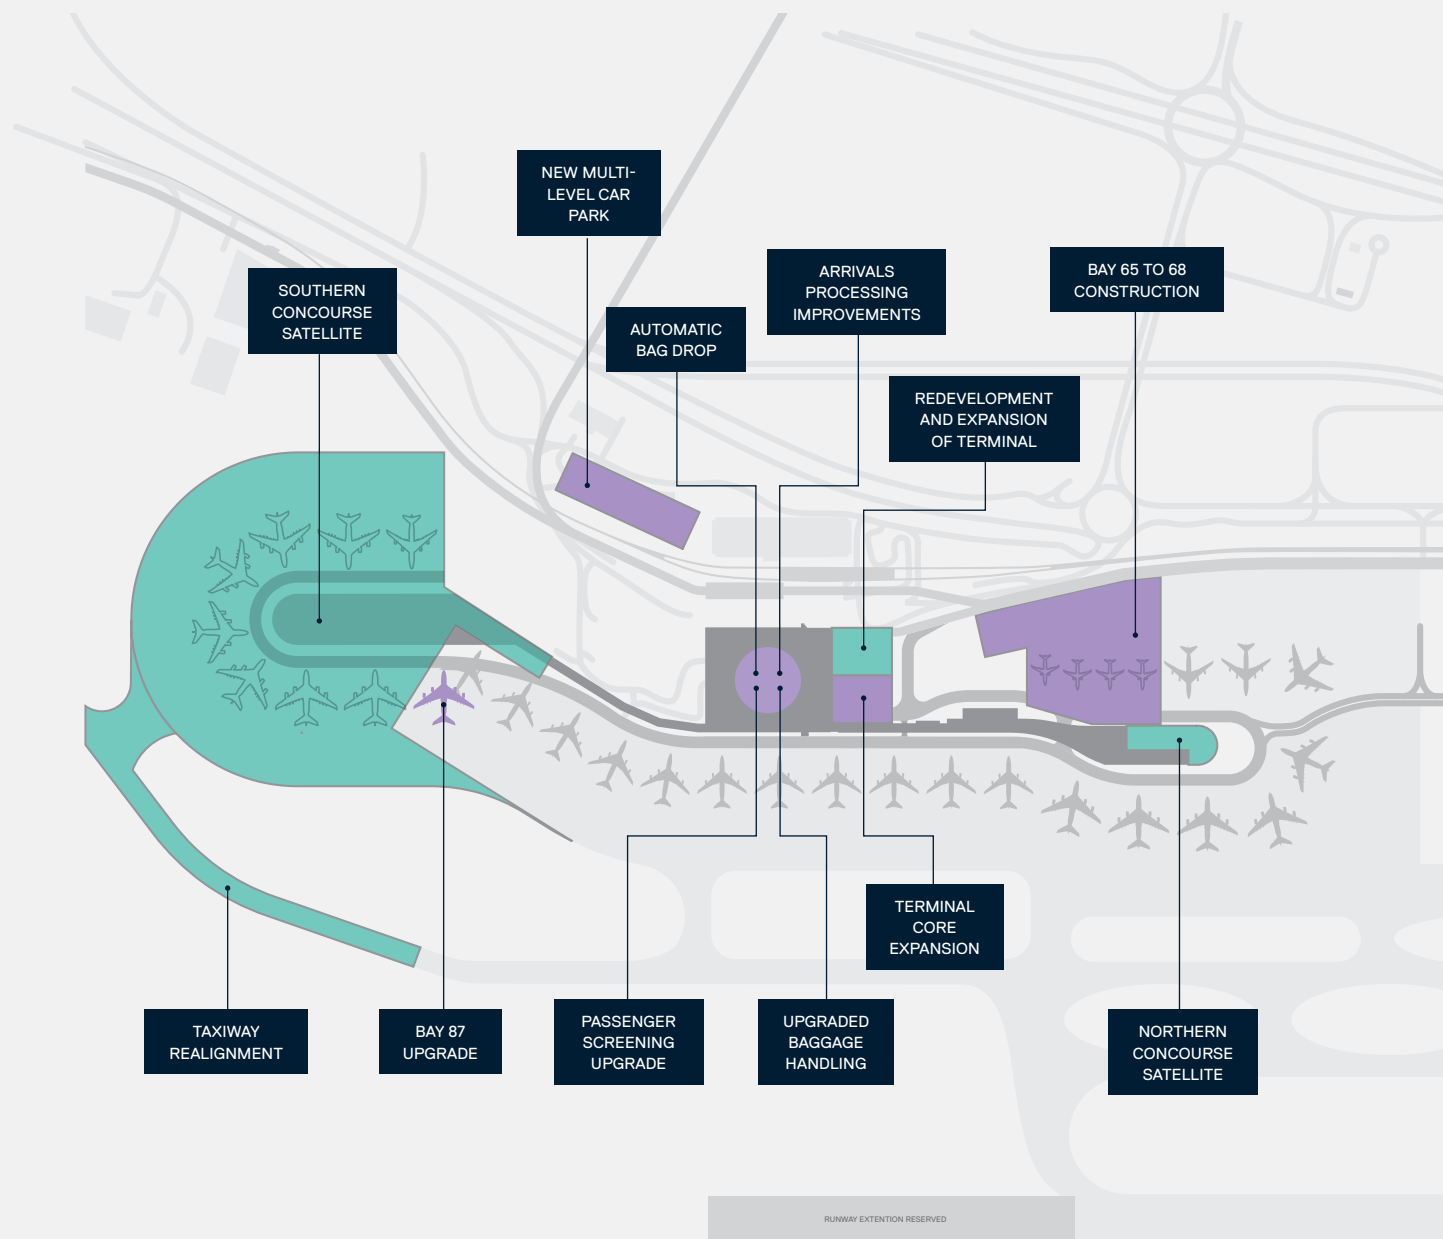 NEW MULTI-
LEVEL CAR
PARK
SOUTHERN
CONCOURSE
SATELLITE
AUTOMATIC
BAG DROP
ARRIVALS
PROCESSING
IMPROVEMENTS
BAY 65 TO 68
CONSTRUCTION
REDEVELOPMENT
AND EXPANSION
OF TERMINAL
TERMINAL
CORE
EXPANSION
TAXIWAY
REALIGNMENT
BAY 87
UPGRADE
PASSENGER
SCREENING
UPGRADE
UPGRADED
BAGGAGE
HANDLING
NORTHERN
CONCOURSE
SATELLITE
RUNWAY EXTENTION RESERVED